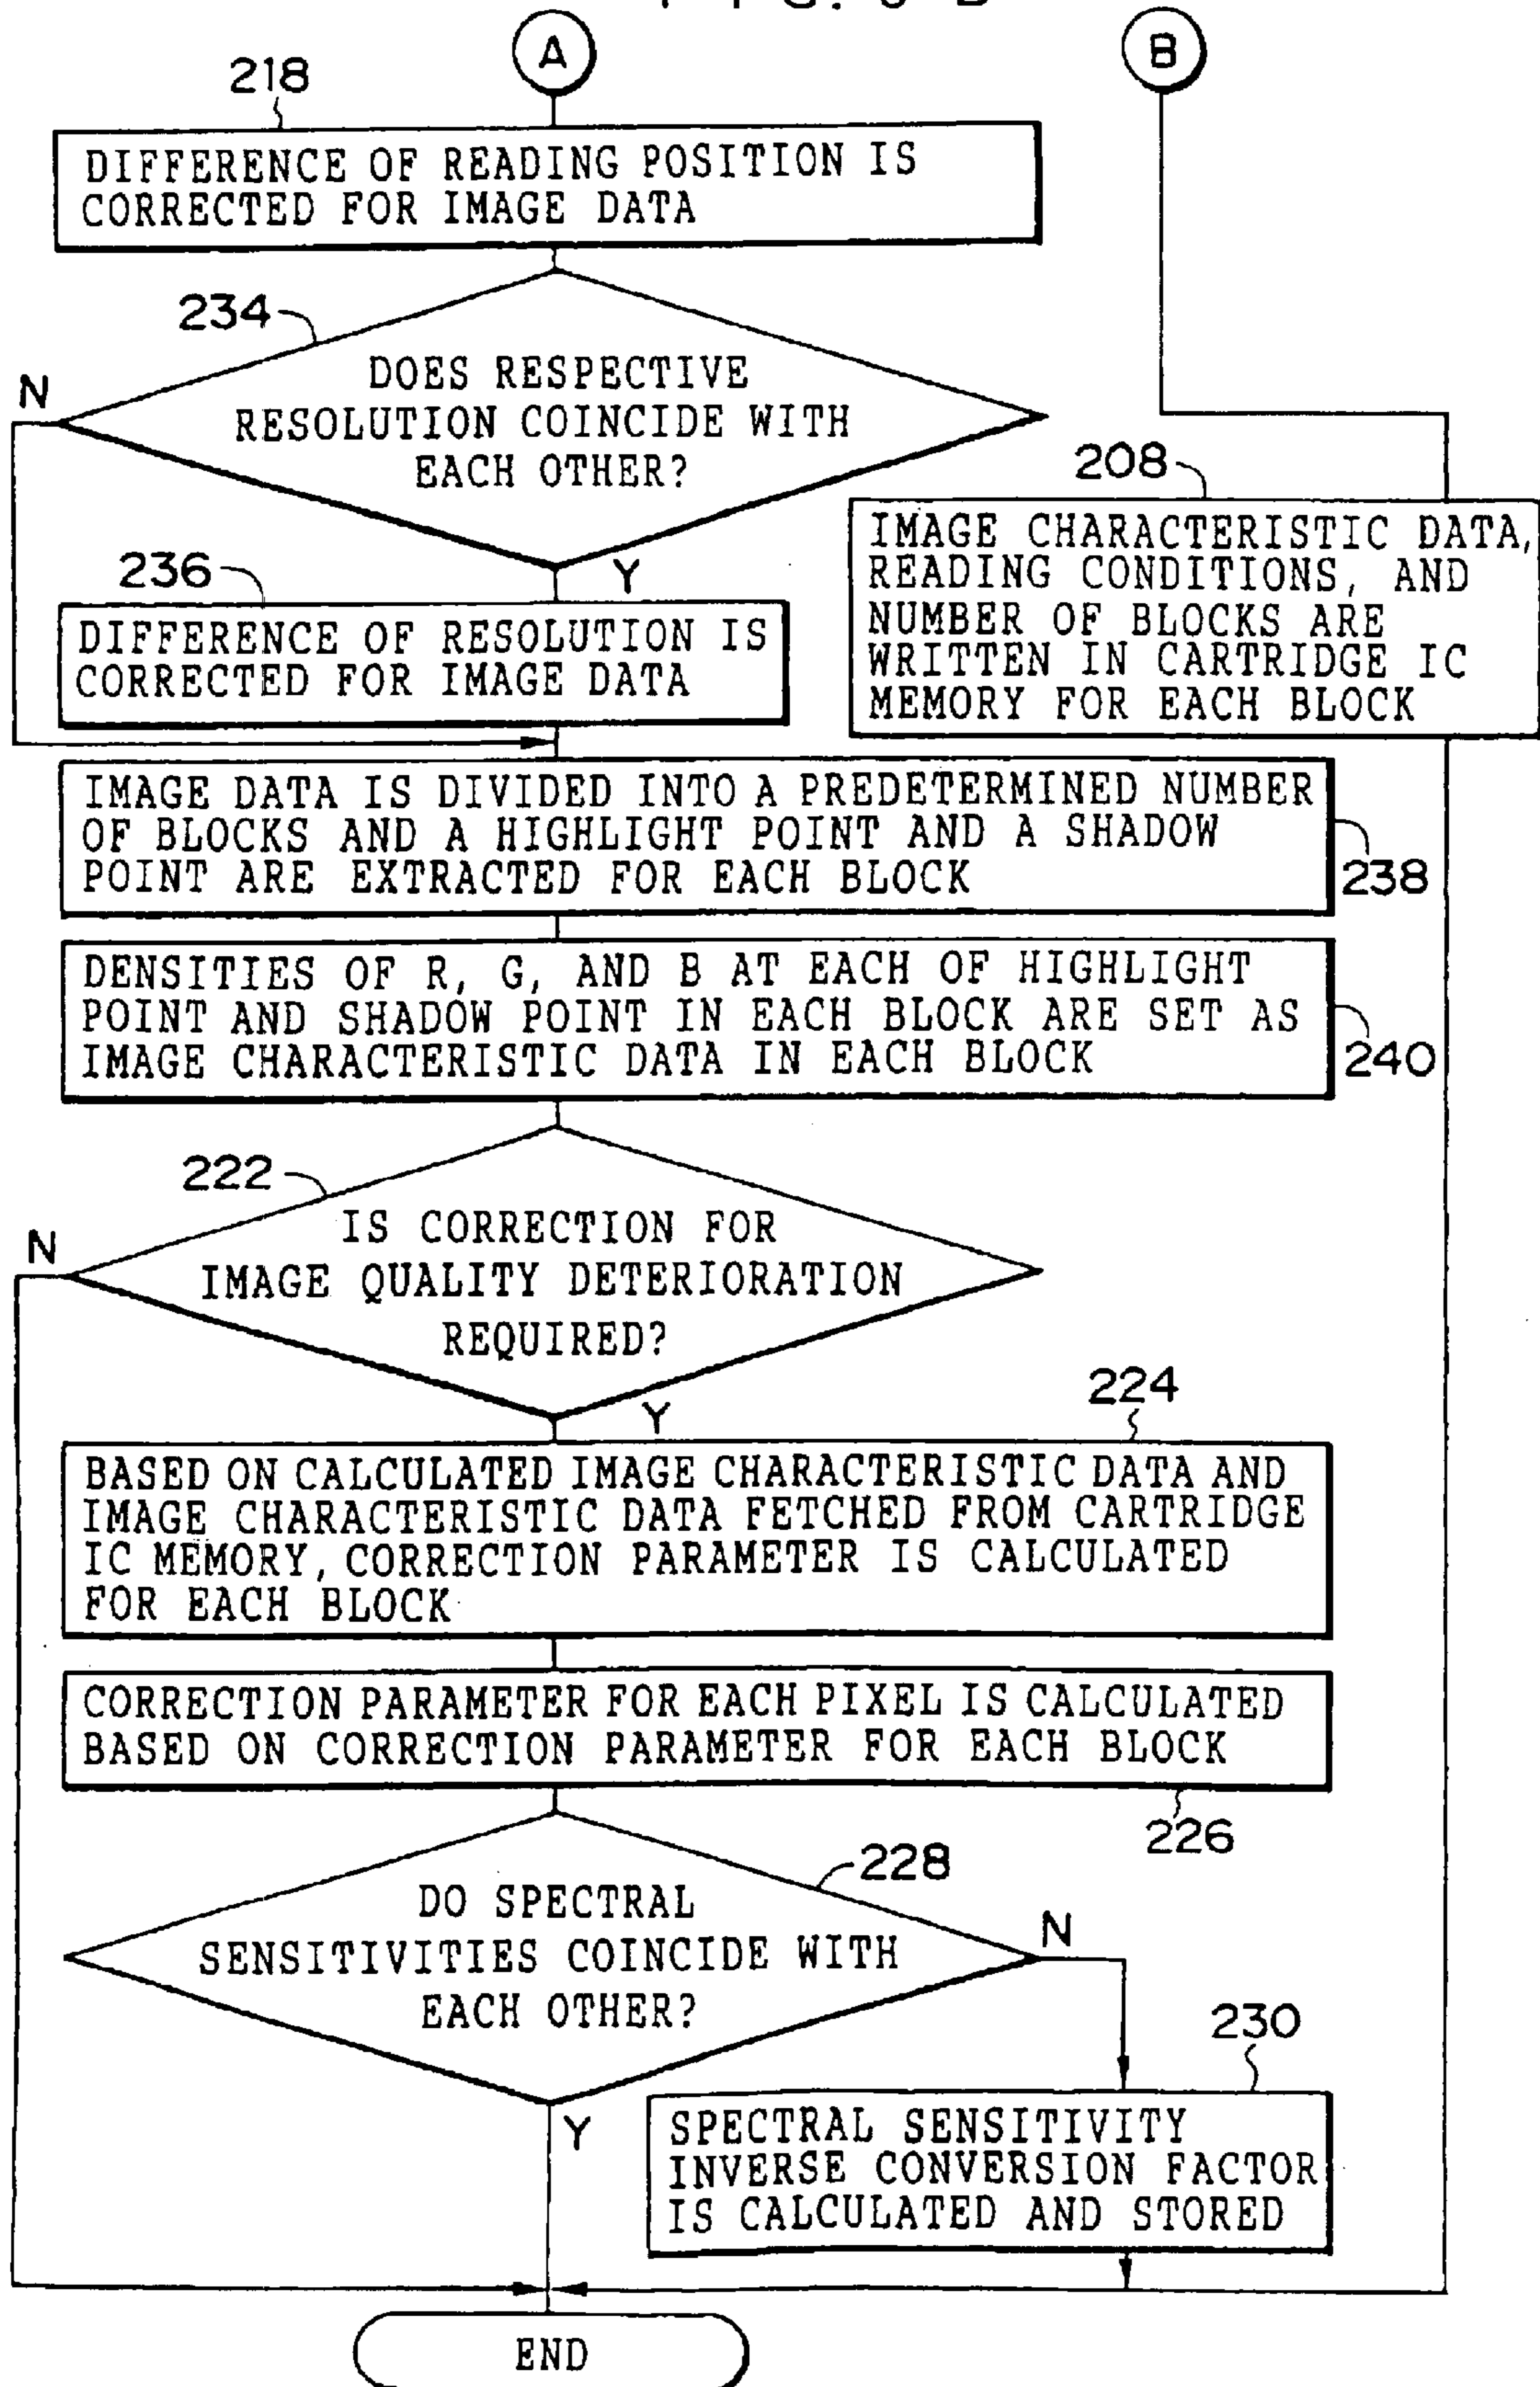 A
B
218
DIFFERENCE OF READING POSITION IS
CORRECTED FOR IMAGE DATA
234
N
DOES RESPECTIVE
RESOLUTION COINCIDE WITH
EACH OTHER?
Y
208
IMAGE CHARACTERISTIC DATA,
READING CONDITIONS, AND
NUMBER OF BLOCKS ARE
WRITTEN IN CARTRIDGE IC
MEMORY FOR EACH BLOCK
236
DIFFERENCE OF RESOLUTION IS
CORRECTED FOR IMAGE DATA
IMAGE DATA IS DIVIDED INTO A PREDETERMINED NUMBER
OF BLOCKS AND A HIGHLIGHT POINT AND A SHADOW
POINT ARE EXTRACTED FOR EACH BLOCK
238
DENSITIES OF R, G, AND B AT EACH OF HIGHLIGHT
POINT AND SHADOW POINT IN EACH BLOCK ARE SET AS
IMAGE CHARACTERISTIC DATA IN EACH BLOCK
240
222
N
IS CORRECTION FOR
IMAGE QUALITY DETERIORATION
REQUIRED?
Y
224
BASED ON CALCULATED IMAGE CHARACTERISTIC DATA AND
IMAGE CHARACTERISTIC DATA FETCHED FROM CARTRIDGE
IC MEMORY, CORRECTION PARAMETER IS CALCULATED
FOR EACH BLOCK
CORRECTION PARAMETER FOR EACH PIXEL IS CALCULATED
BASED ON CORRECTION PARAMETER FOR EACH BLOCK
226
228
DO SPECTRAL
SENSITIVITIES COINCIDE WITH
EACH OTHER?
N
Y
230
SPECTRAL SENSITIVITY
INVERSE CONVERSION FACTOR
IS CALCULATED AND STORED
END